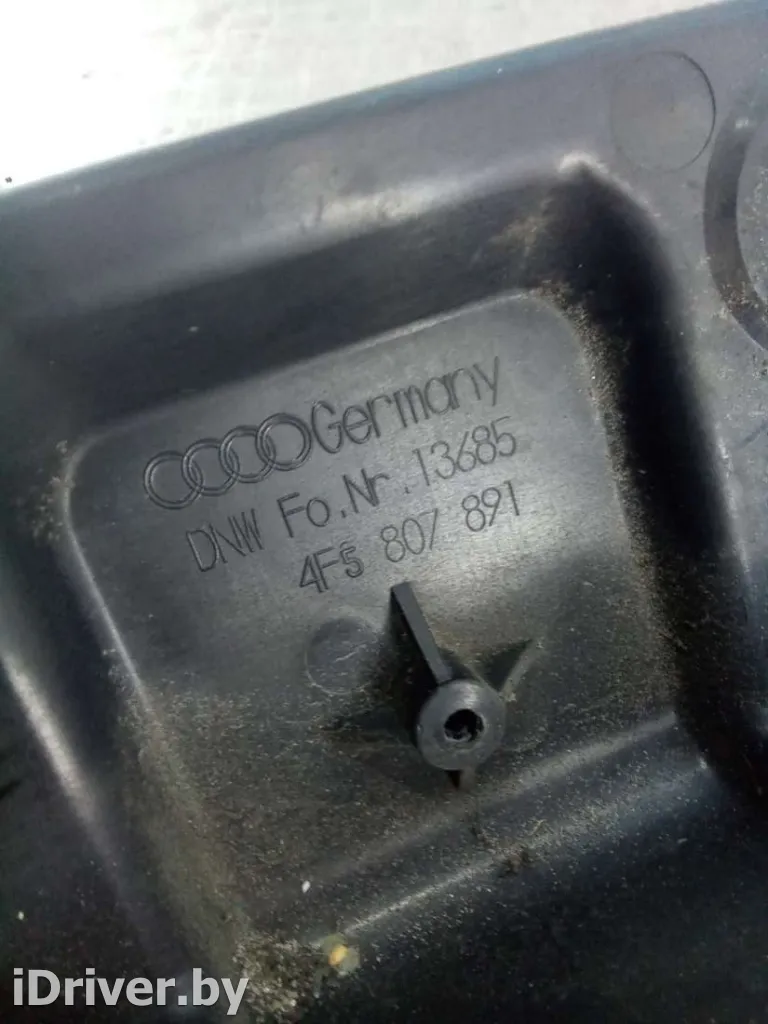 Germany
DNW Fo.Nr.13685
4F5 807 891
iDriver.by